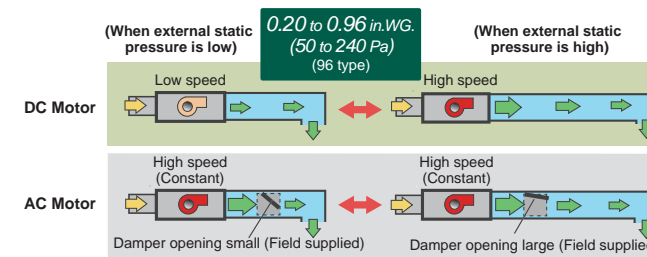 (When external static
pressure is low)
0.20 to 0.96 in.WG.
(50 to 240 Pa)
(96 type)
(When external static
pressure is high)
DC Motor
Low speed
High speed
AC Motor
High speed
(Constant)
High speed
(Constant)
Damper opening small (Field supplied)
Damper opening large (Field supplied